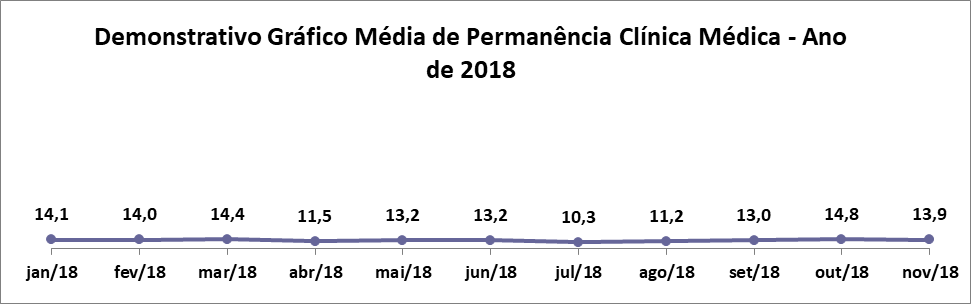 Demonstrativo Gráfico Média de Permanência Clínica Médica - Ano
de 2018
14,1 14,0 14,4 11,5 13,2 13,2 10,3 11,2 13,0 14,8 13,9
jan/18 fev/18 mar/18 abr/18 mai/18 jun/18 jul/18 ago/18 set/18 out/18 nov/18